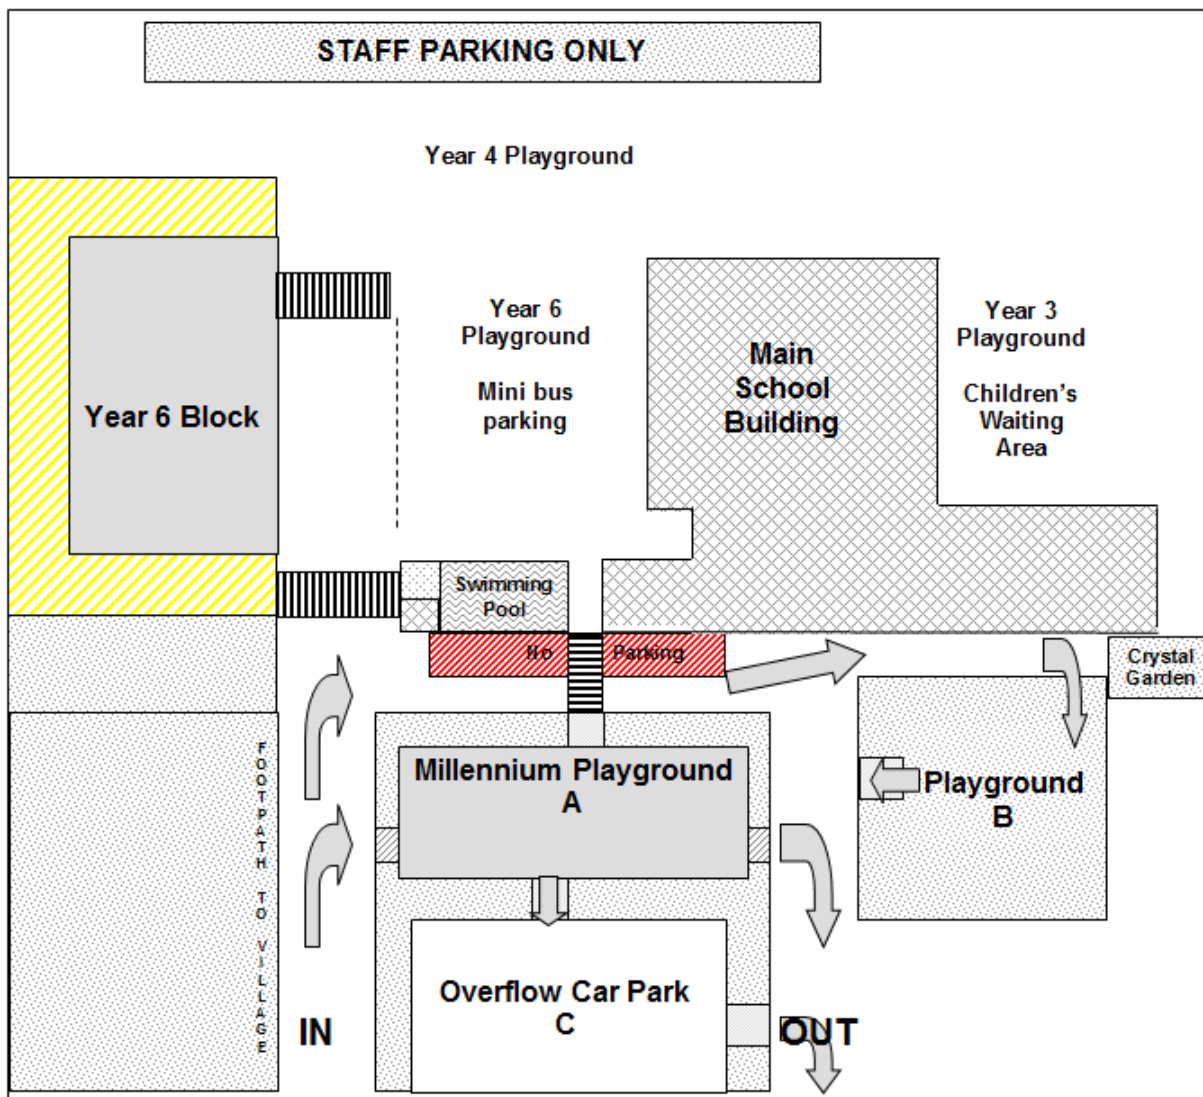 STAFF PARKING ONLY
Year 4 Playground
Year 6
Playground
Mini bus
parking
Main
School
Building
Year 3
Playground
Children's
Waiting
Area
Year 6 Block
Swimming
Pool
No Parking
Crystal
Garden
FOOTPATH TO VILLAGE
Millennium Playground
A
Playground
B
Overflow Car Park
C
IN
OUT